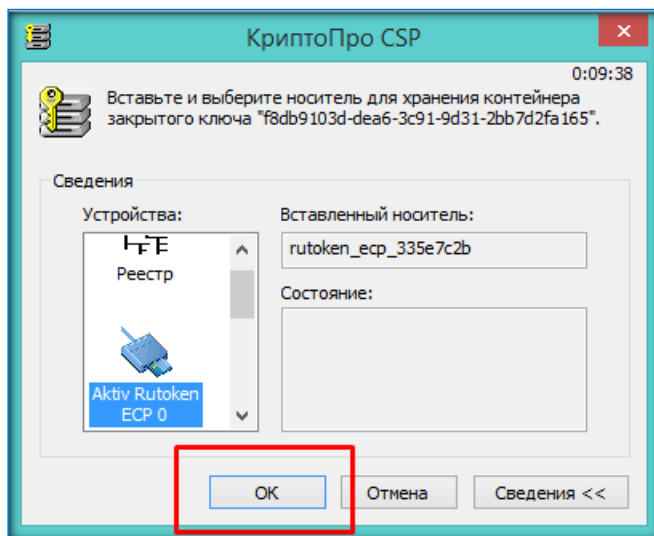 КриптоПро CSP
0:09:38
Вставьте и выберите носитель для хранения контейнера
закрытого ключа "f8db9103d-dea6-3c91-9d31-2bb7d2fa165".
Сведения
Устройства:
Реестр
Aktiv Rutoken
ECP 0
Вставленный носитель:
rutoken_ecp_335e7c2b
Состояние:
ОК
Отмена
Сведения <<